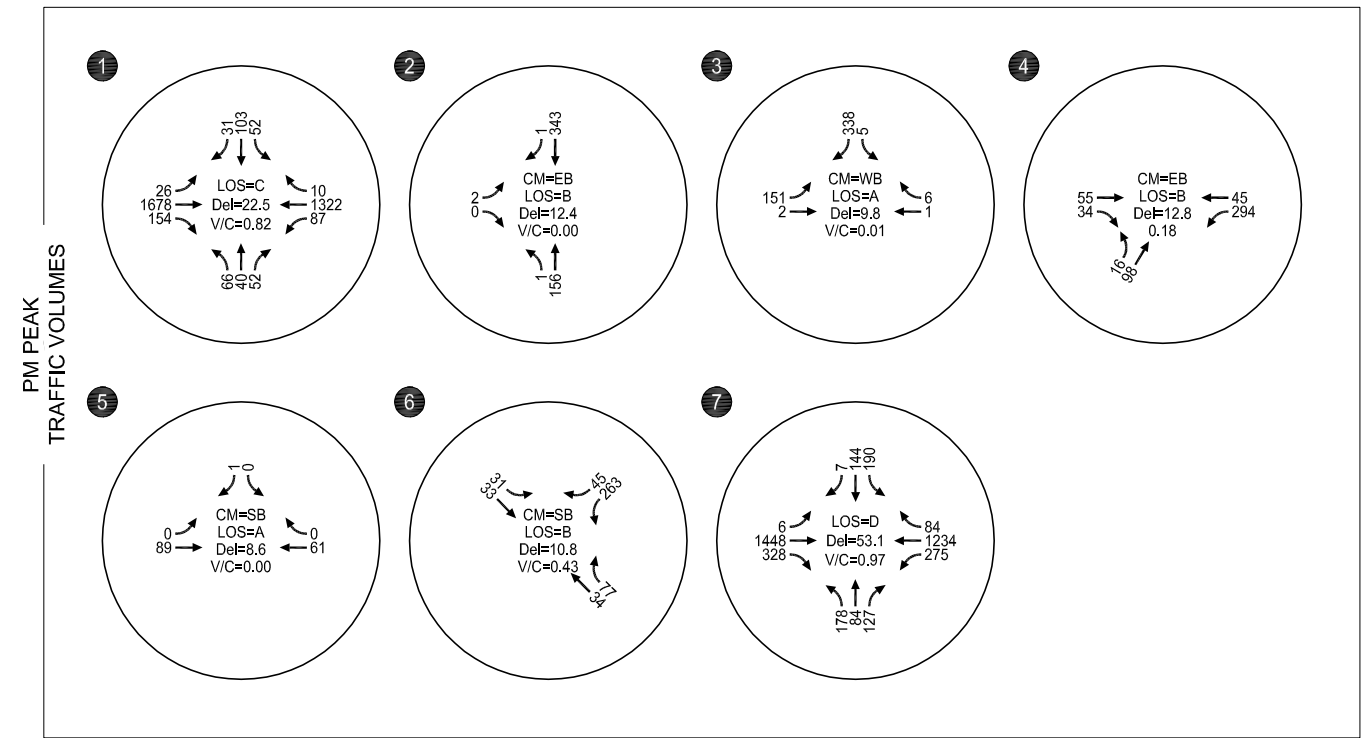 PM PEAK
TRAFFIC VOLUMES
1
31 103 52
26
1678
154
LOS=C
Del=22.5
V/C=0.82
10
1322
87
66 40 52
2
1 343
2
0
CM=EB
LOS=B
Del=12.4
V/C=0.00
1 156
3
338 5
151
2
CM=WB
LOS=A
Del=9.8
V/C=0.01
6
1
4
55
34
CM=EB
LOS=B
Del=12.8
0.18
45
294
16
98
5
1 0
0
89
CM=SB
LOS=A
Del=8.6
V/C=0.00
0
61
6
31
33
45
263
CM=SB
LOS=B
Del=10.8
V/C=0.43
77
34
7
7 144 190
6
1448
328
LOS=D
Del=53.1
V/C=0.97
84
1234
275
178 84 127